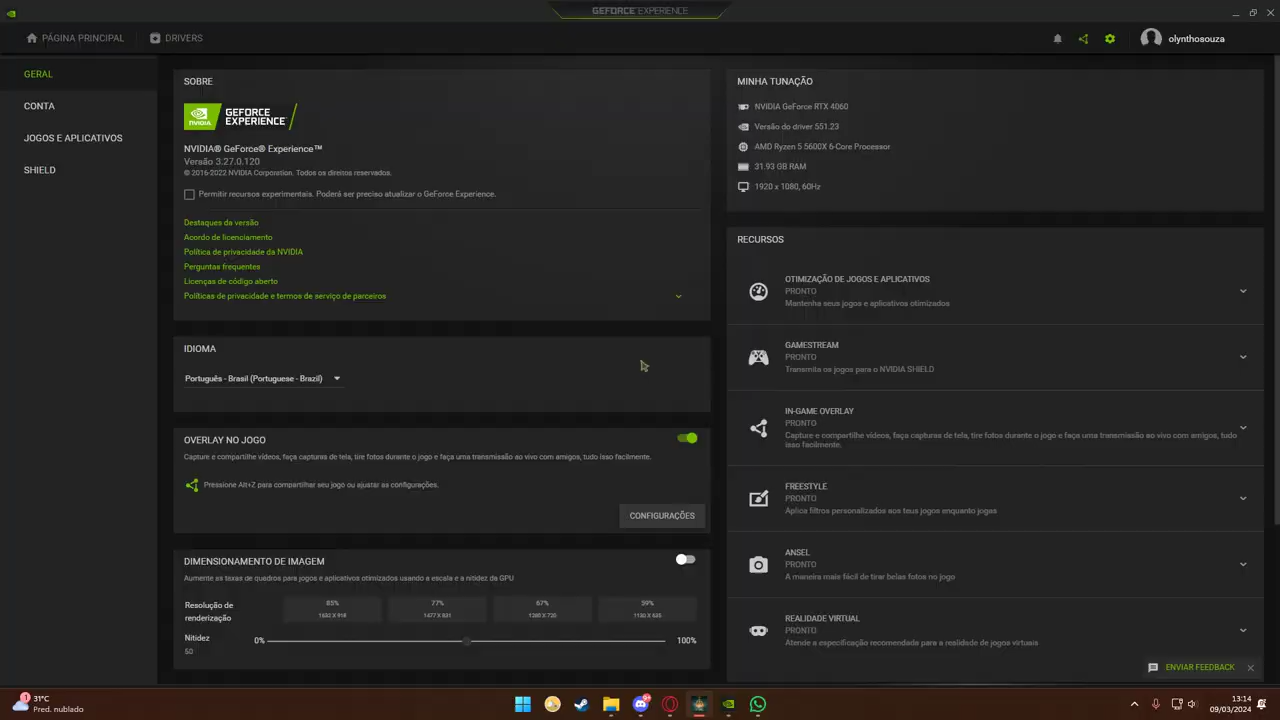 GEFORCE EXPERIENCE
PÁGINA PRINCIPAL
DRIVERS
olynthosouza
GERAL
CONTA
JOGOS E APLICATIVOS
SHIELD
SOBRE
NVIDIA
GEFORCE
EXPERIENCE
NVIDIA® GeForce® Experience™
Versão 3.27.0.120
© 2016-2022 NVIDIA Corporation. Todos os direitos reservados.
Permitir recursos experimentais. Poderá ser preciso atualizar o GeForce Experience.
Destaques da versão
Acordo de licenciamento
Política de privacidade da NVIDIA
Perguntas frequentes
Licenças de código aberto
Políticas de privacidade e termos de serviço de parceiros
IDIOMA
Português - Brasil (Portuguese - Brazil)
OVERLAY NO JOGO
Capture e compartilhe vídeos, faça capturas de tela, tire fotos durante o jogo e faça uma transmissão ao vivo com amigos, tudo isso facilmente.
Pressione Alt+Z para compartilhar seu jogo ou ajustar as configurações.
CONFIGURAÇÕES
DIMENSIONAMENTO DE IMAGEM
Aumente as taxas de quadros para jogos e aplicativos otimizados usando a escala e a nitidez da GPU
Resolução de
renderização
85%
1632 X 918
77%
1477 X 831
67%
1280 X 720
59%
1130 X 635
Nitidez
50
0%
100%
MINHA TUNAÇÃO
NVIDIA GeForce RTX 4060
Versão do driver 551.23
AMD Ryzen 5 5600X 6-Core Processor
31.93 GB RAM
1920 x 1080, 60Hz
RECURSOS
OTIMIZAÇÃO DE JOGOS E APLICATIVOS
PRONTO
Mantenha seus jogos e aplicativos otimizados
GAMESTREAM
PRONTO
Transmita os jogos para o NVIDIA SHIELD
IN-GAME OVERLAY
PRONTO
Capture e compartilhe vídeos, faça capturas de tela, tire fotos durante o jogo e faça uma transmissão ao vivo com amigos, tudo
isso facilmente.
FREESTYLE
PRONTO
Aplica filtros personalizados aos teus jogos enquanto jogas
ANSEL
PRONTO
A maneira mais fácil de tirar belas fotos no jogo
REALIDADE VIRTUAL
PRONTO
Atende a especificação recomendada para a realidade de jogos virtuais
ENVIAR FEEDBACK
1
31°C
Pred. nublado
9+
13:14
09/03/2024